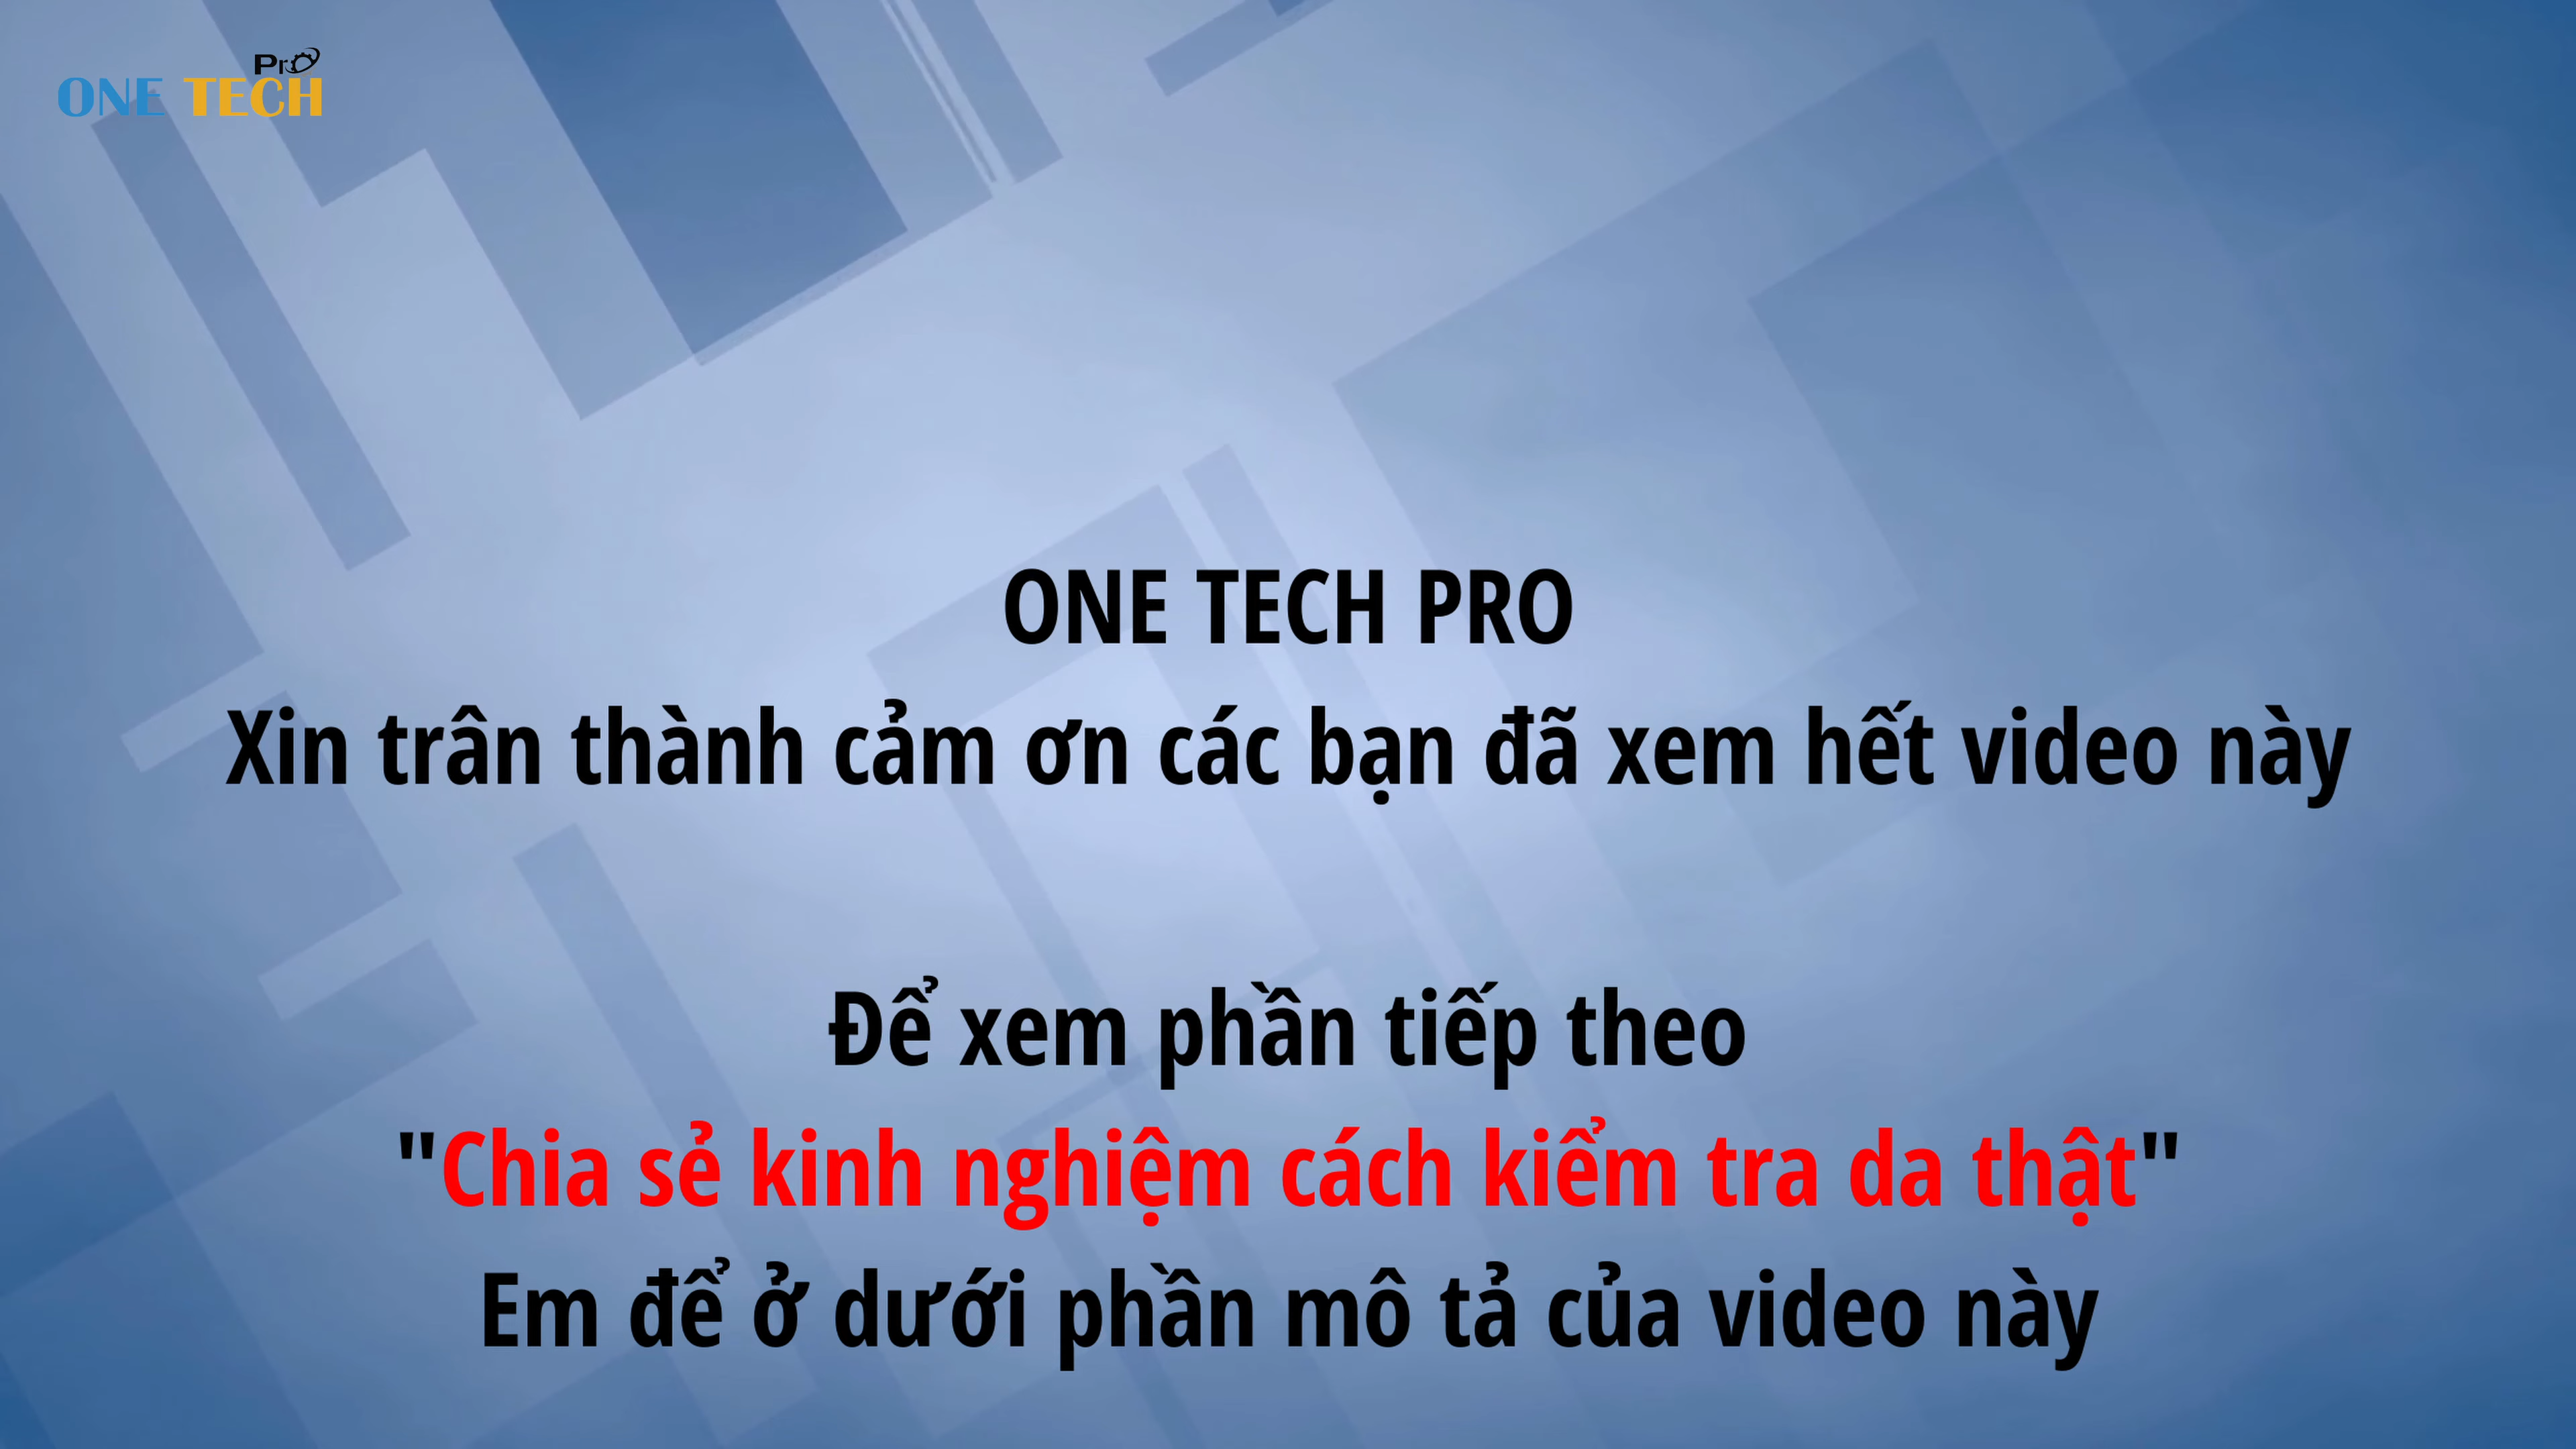 Pro
ONE TECH
ONE TECH PRO
Xin trân thành cảm ơn các bạn đã xem hết video này
Để xem phần tiếp theo
"Chia sẻ kinh nghiệm cách kiểm tra da thật"
Em để ở dưới phần mô tả của video này